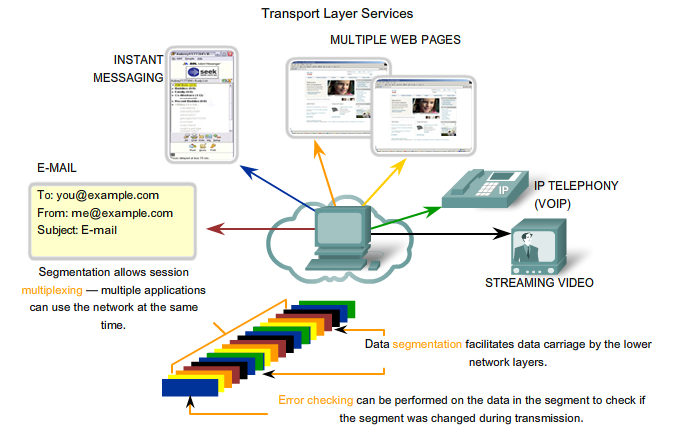 Transport Layer Services
INSTANT
MESSAGING
MULTIPLE WEB PAGES
seek
E-MAIL
To: you@example.com
From: me@example.com
Subject: E-mail
IP
IP TELEPHONY
(VOIP)
STREAMING VIDEO
Segmentation allows session
multiplexing — multiple applications
can use the network at the same
time.
Data segmentation facilitates data carriage by the lower
network layers.
Error checking can be performed on the data in the segment to check if
the segment was changed during transmission.